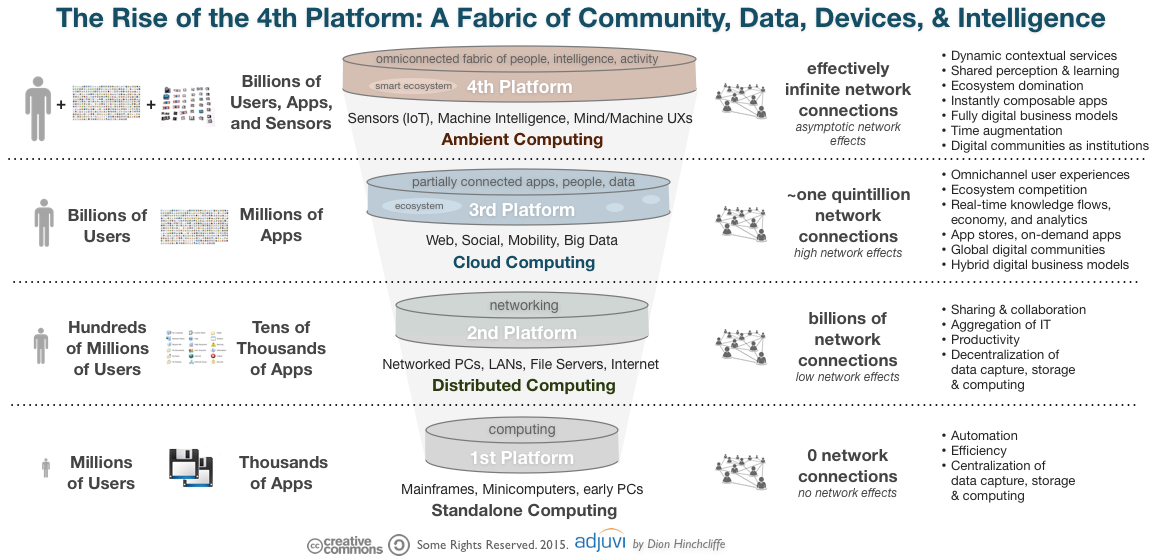 The Rise of the 4th Platform: A Fabric of Community, Data, Devices, & Intelligence
+
+
Billions of
Users, Apps,
and Sensors
omniconnected fabric of people, intelligence, activity
smart ecosystem
4th Platform
Sensors (IoT), Machine Intelligence, Mind/Machine UXs
Ambient Computing
effectively
infinite network
connections
asymptotic network
effects
• Dynamic contextual services
• Shared perception & learning
• Ecosystem domination
• Instantly composable apps
• Fully digital business models
• Time augmentation
• Digital communities as institutions
Billions of
Users
Millions of
Apps
partially connected apps, people, data
ecosystem
3rd Platform
Web, Social, Mobility, Big Data
Cloud Computing
~one quintillion
network
connections
high network effects
• Omnichannel user experiences
• Ecosystem competition
• Real-time knowledge flows,
economy, and analytics
• App stores, on-demand apps
• Global digital communities
• Hybrid digital business models
Hundreds
of Millions
of Users
Tens of
Thousands
of Apps
networking
2nd Platform
Networked PCs, LANs, File Servers, Internet
Distributed Computing
billions of
network
connections
low network effects
• Sharing & collaboration
• Aggregation of IT
• Productivity
• Decentralization of
data capture, storage
& computing
Millions
of Users
Thousands
of Apps
computing
1st Platform
Mainframes, Minicomputers, early PCs
Standalone Computing
0 network
connections
no network effects
• Automation
• Efficiency
• Centralization of
data capture, storage
& computing
cc creative commons Some Rights Reserved. 2015. adjuvi by Dion Hinchcliffe